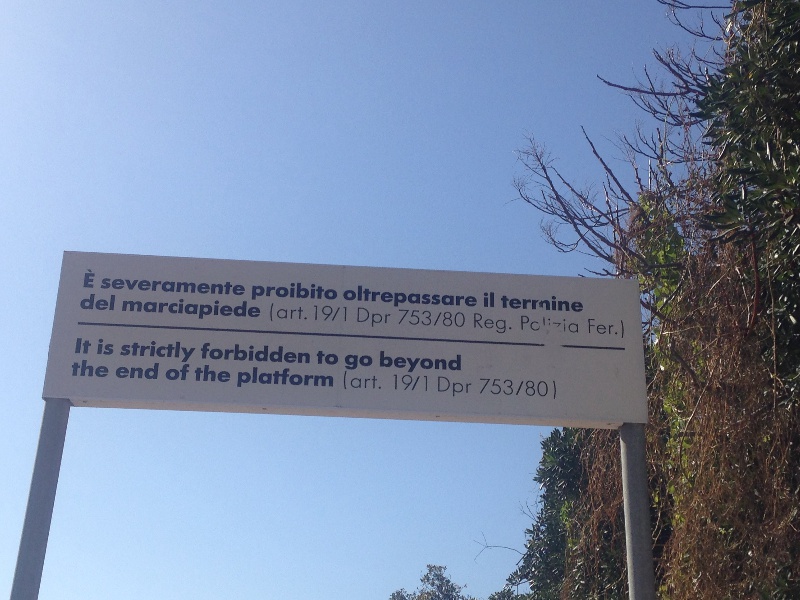 È severamente proibito oltrepassare il termine
del marciapiede (art. 19/1 Dpr 753/80 Reg. Polizia Fer.)
It is strictly forbidden to go beyond
the end of the platform (art. 19/1 Dpr 753/80)